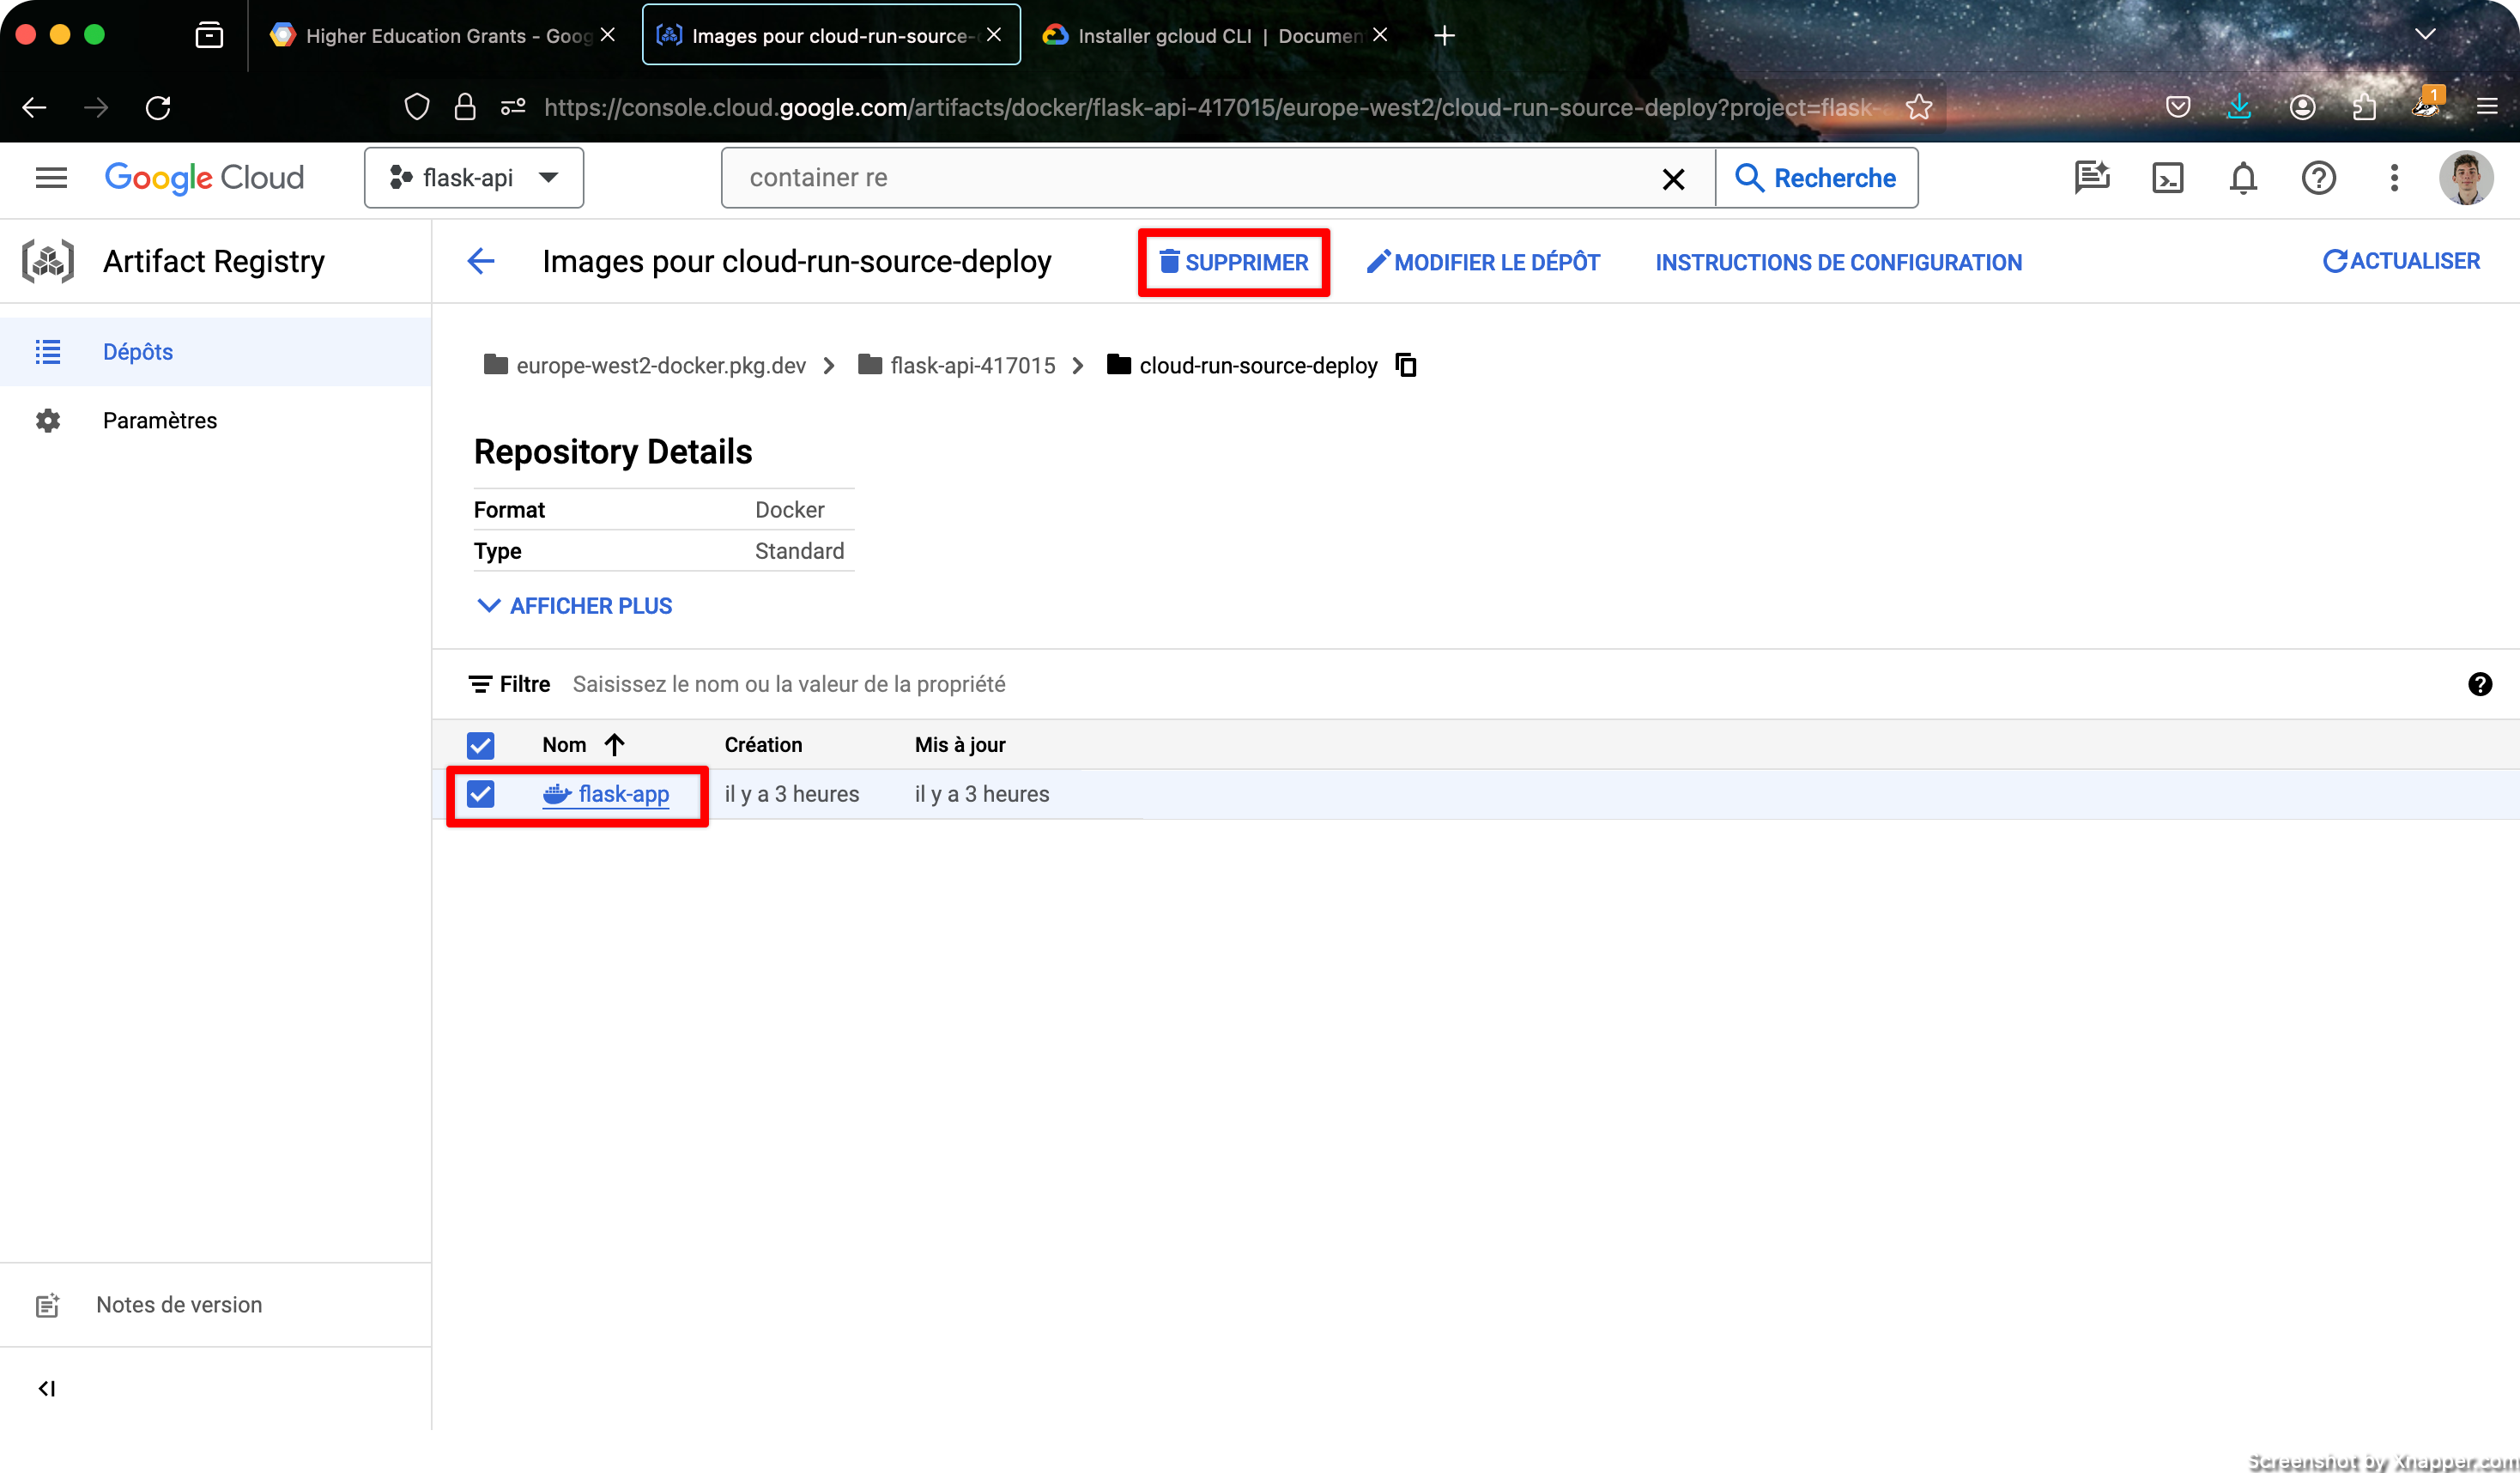 Higher Education Grants - Goog
Images pour cloud-run-source-
Installer gcloud CLI | Documen
https://console.cloud.google.com/artifacts/docker/flask-api-417015/europe-west2/cloud-run-source-deploy?project=flask-
1
Google Cloud
flask-api
container re
Recherche
Artifact Registry
Images pour cloud-run-source-deploy
SUPPRIMER
MODIFIER LE DÉPÔT
INSTRUCTIONS DE CONFIGURATION
ACTUALISER
Dépôts
Paramètres
europe-west2-docker.pkg.dev
flask-api-417015
cloud-run-source-deploy
Repository Details
Format Docker
Type Standard
AFFICHER PLUS
Filtre Saisissez le nom ou la valeur de la propriété
Nom Création Mis à jour
flask-app il y a 3 heures il y a 3 heures
Notes de version
Screenshot by Xnapper.com